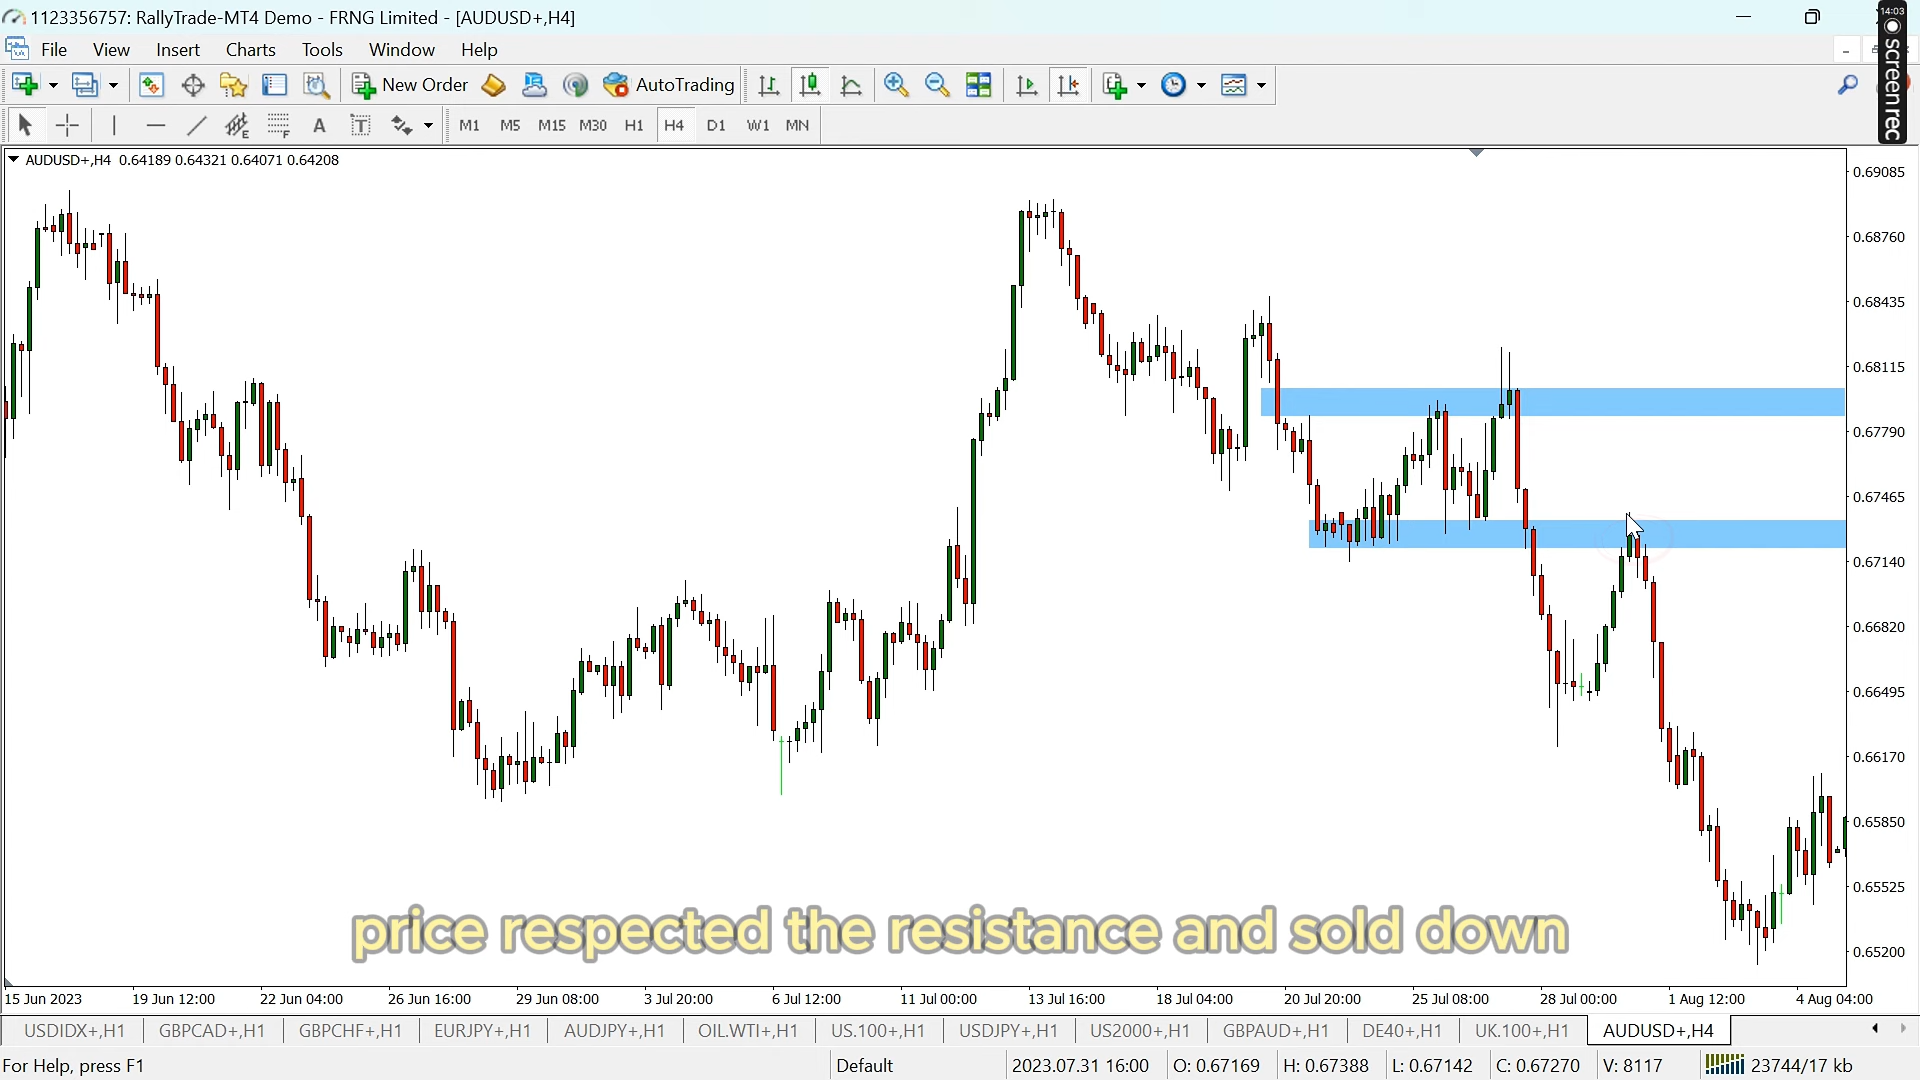 1123356757: RallyTrade-MT4 Demo - FRNG Limited - [AUDUSD+,H4]
File View Insert Charts Tools Window Help
New Order AutoTrading
A T M1 M5 M15 M30 H1 H4 D1 W1 MN
14:03
screenrec
AUDUSD+,H4 0.64189 0.64321 0.64071 0.64208
0.69085
0.68760
0.68435
0.68115
0.67790
0.67465
0.67140
0.66820
0.66495
0.66170
0.65850
0.65525
0.65200
price respected the resistance and sold down
15 Jun 2023 19 Jun 12:00 22 Jun 04:00 26 Jun 16:00 29 Jun 08:00 3 Jul 20:00 6 Jul 12:00 11 Jul 00:00 13 Jul 16:00 18 Jul 04:00 20 Jul 20:00 25 Jul 08:00 28 Jul 00:00 1 Aug 12:00 4 Aug 04:00
USDIDX+,H1 GBPCAD+,H1 GBPCHF+,H1 EURJPY+,H1 AUDJPY+,H1 OIL.WTI+,H1 US.100+,H1 USDJPY+,H1 US2000+,H1 GBPAUD+,H1 DE40+,H1 UK.100+,H1 AUDUSD+,H4
For Help, press F1 Default 2023.07.31 16:00 O: 0.67169 H: 0.67388 L: 0.67142 C: 0.67270 V: 8117 23744/17 kb